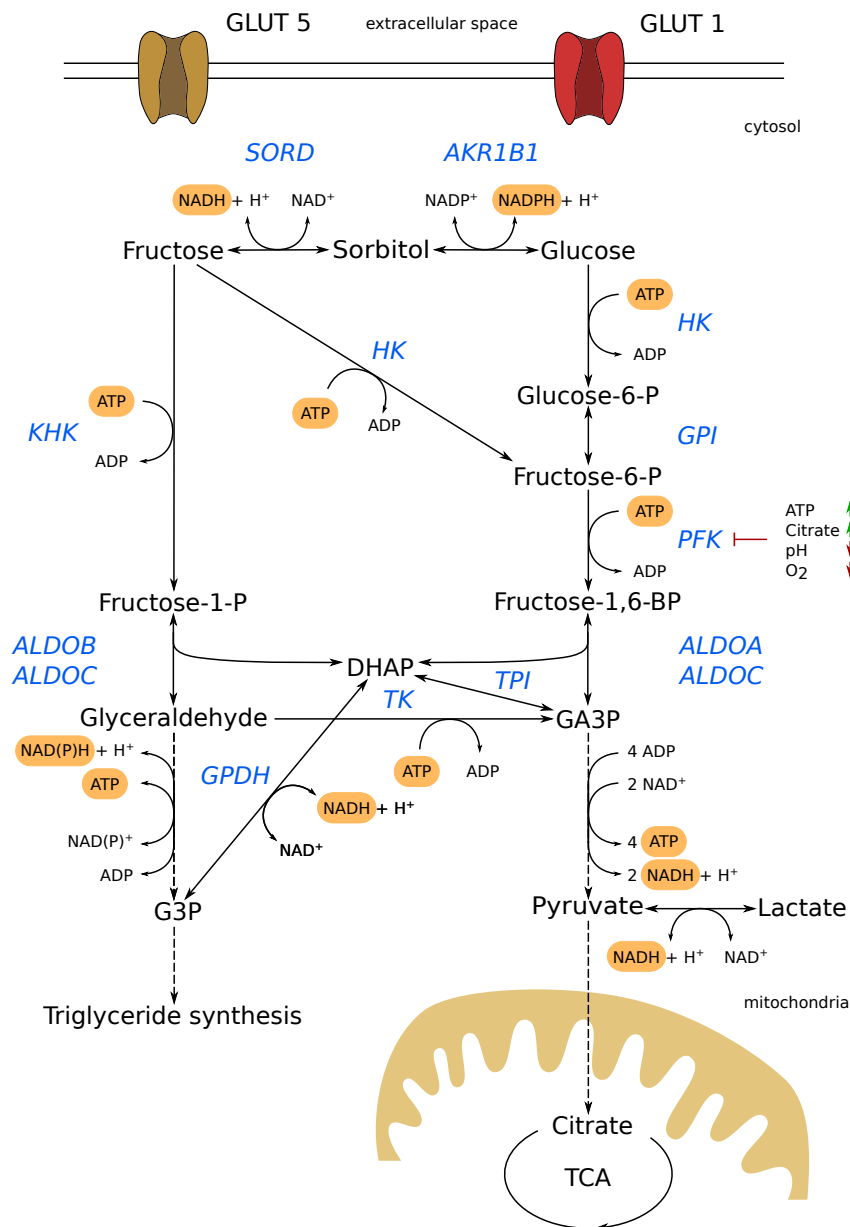 GLUT 5
extracellular space
GLUT 1
cytosol
SORD
AKR1B1
NADH + H⁺
NAD⁺
NADP⁺
NADPH + H⁺
Fructose
Sorbitol
Glucose
ATP
HK
ADP
HK
ATP
ADP
Glucose-6-P
KHK
ATP
ADP
GPI
Fructose-6-P
ATP
PFK
ADP
ATP
Citrate
pH
O₂
Fructose-1-P
Fructose-1,6-BP
ALDOB
ALDOC
DHAP
ALDOA
ALDOC
TPI
TK
Glyceraldehyde
GA3P
NAD(P)H + H⁺
ATP
NAD(P)⁺
ADP
GPDH
NADH + H⁺
NAD⁺
ATP
ADP
4 ADP
2 NAD⁺
4 ATP
2 NADH + H⁺
G3P
Pyruvate
Lactate
NADH + H⁺
NAD⁺
Triglyceride synthesis
mitochondria
Citrate
TCA